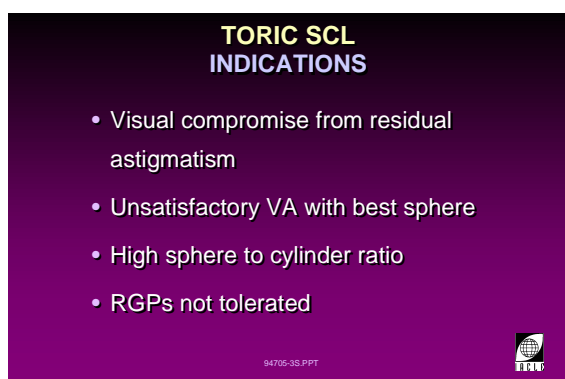 TORIC SCL
INDICATIONS
• Visual compromise from residual
astigmatism
• Unsatisfactory VA with best sphere
• High sphere to cylinder ratio
• RGPs not tolerated
94705-3S.PPT
IACLE